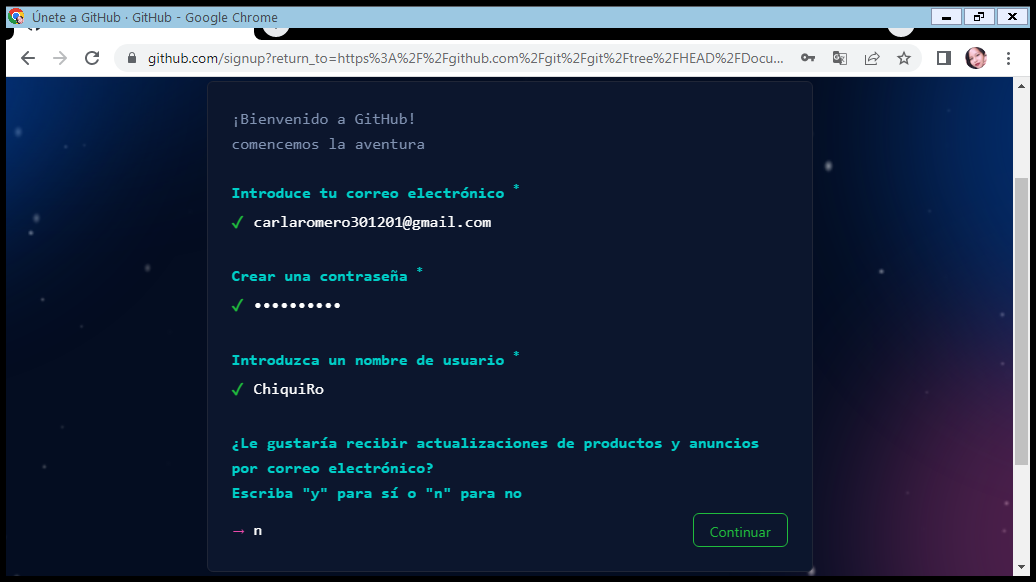 Únete a GitHub · GitHub - Google Chrome
github.com/signup?return_to=https%3A%2F%2Fgithub.com%2Fgit%2Fgit%2Ftree%2FHEAD%2FDocu...
¡Bienvenido a GitHub!
comencemos la aventura
Introduce tu correo electrónico *
✓ carlaromero301201@gmail.com
Crear una contraseña *
✓ ••••••••••
Introduzca un nombre de usuario *
✓ ChiquiRo
¿Le gustaría recibir actualizaciones de productos y anuncios
por correo electrónico?
Escriba "y" para sí o "n" para no
→ n Continuar